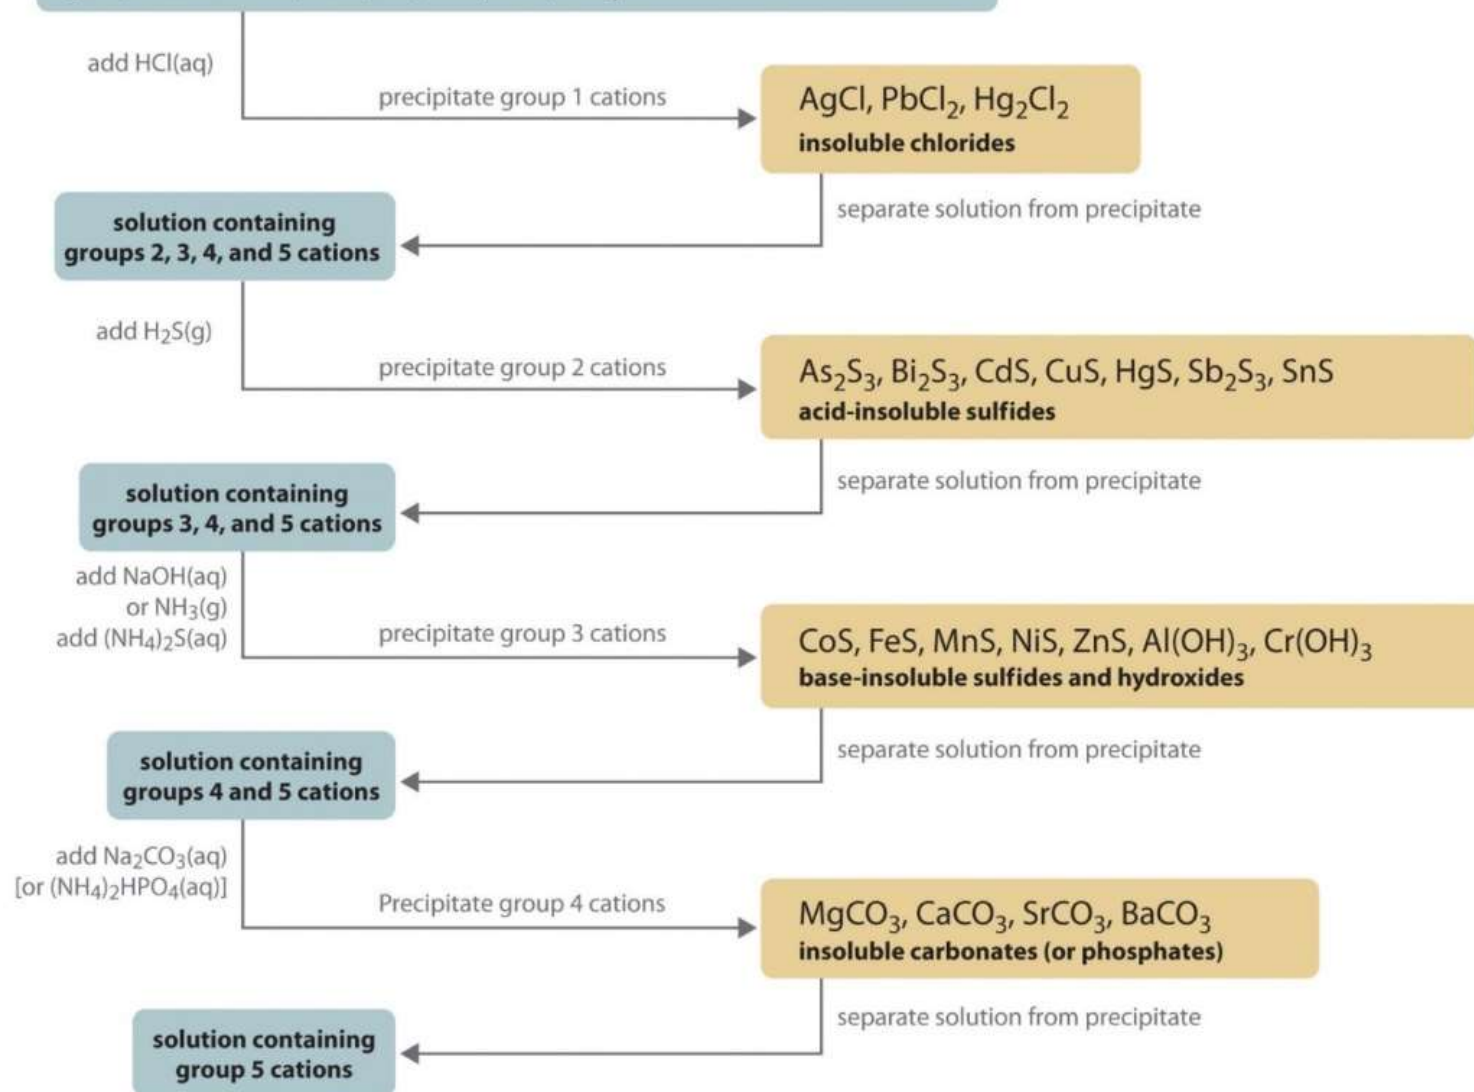 add HCl(aq)
precipitate group 1 cations
AgCl, PbCl₂, Hg₂Cl₂
insoluble chlorides
separate solution from precipitate
solution containing
groups 2, 3, 4, and 5 cations
add H₂S(g)
precipitate group 2 cations
As₂S₃, Bi₂S₃, CdS, CuS, HgS, Sb₂S₃, SnS
acid-insoluble sulfides
separate solution from precipitate
solution containing
groups 3, 4, and 5 cations
add NaOH(aq)
or NH₃(g)
add (NH₄)₂S(aq)
precipitate group 3 cations
CoS, FeS, MnS, NiS, ZnS, Al(OH)₃, Cr(OH)₃
base-insoluble sulfides and hydroxides
separate solution from precipitate
solution containing
groups 4 and 5 cations
add Na₂CO₃(aq)
[or (NH₄)₂HPO₄(aq)]
Precipitate group 4 cations
MgCO₃, CaCO₃, SrCO₃, BaCO₃
insoluble carbonates (or phosphates)
separate solution from precipitate
solution containing
group 5 cations